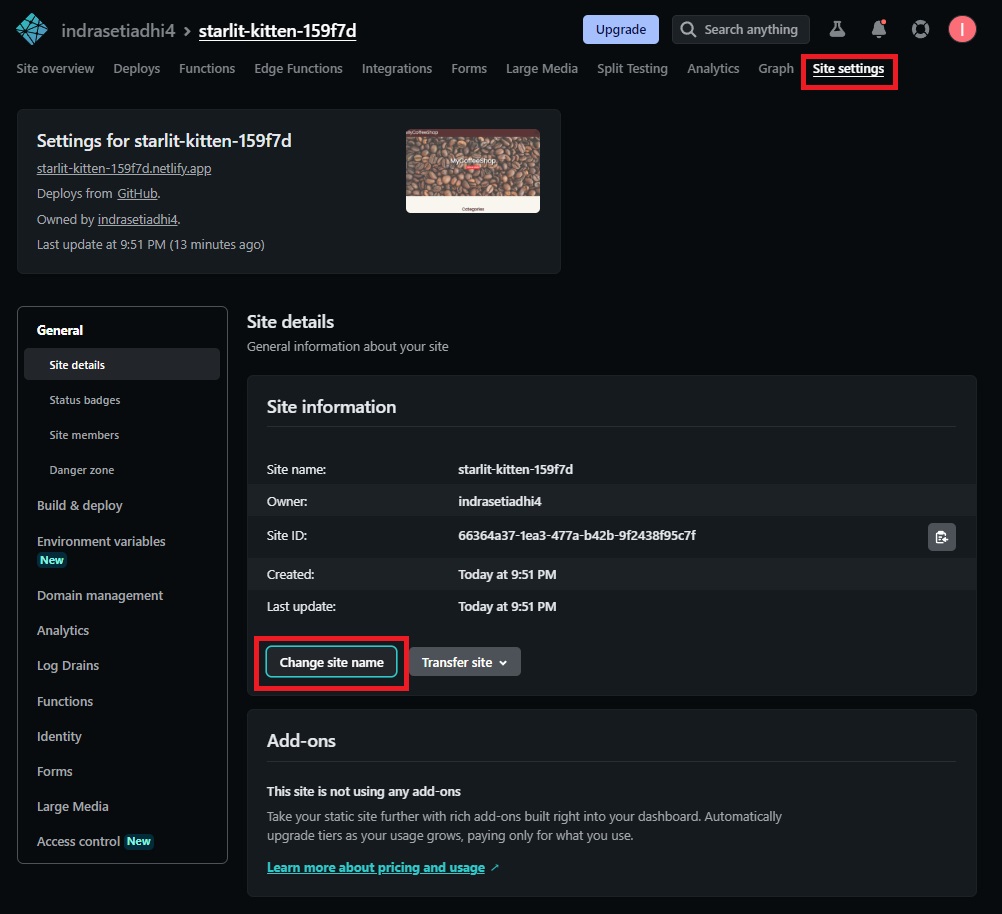 indrasetiadhi4 > starlit-kitten-159f7d
Upgrade
Search anything
I
Site overview Deploys Functions Edge Functions Integrations Forms Large Media Split Testing Analytics Graph Site settings
Settings for starlit-kitten-159f7d
starlit-kitten-159f7d.netlify.app
Deploys from GitHub.
Owned by indrasetiadhi4.
Last update at 9:51 PM (13 minutes ago)
MyCoffeeShop
MyCoffeeShop
Categories
General
Site details
Status badges
Site members
Danger zone
Build & deploy
Environment variables
New
Domain management
Analytics
Log Drains
Functions
Identity
Forms
Large Media
Access control New
Site details
General information about your site
Site information
Site name: starlit-kitten-159f7d
Owner: indrasetiadhi4
Site ID: 66364a37-1ea3-477a-b42b-9f2438f95c7f
Created: Today at 9:51 PM
Last update: Today at 9:51 PM
Change site name Transfer site
Add-ons
This site is not using any add-ons
Take your static site further with rich add-ons built right into your dashboard. Automatically
upgrade tiers as your usage grows, paying only for what you use.
Learn more about pricing and usage ↗